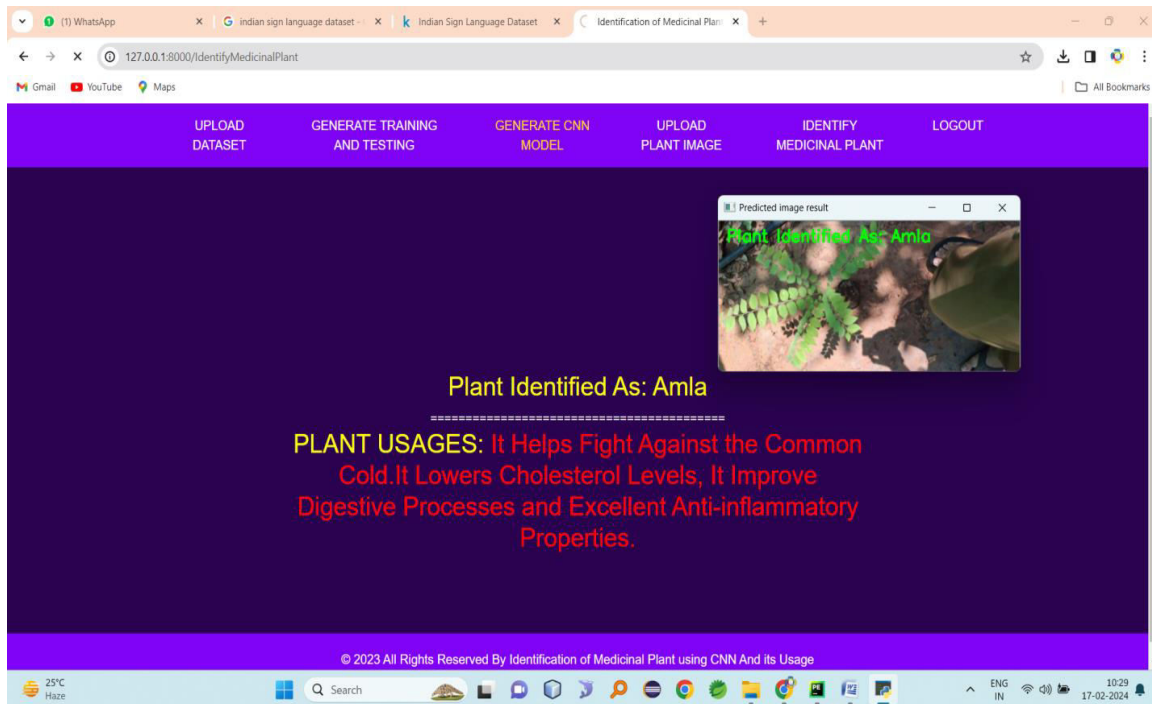 (1) WhatsApp
indian sign language dataset -
Indian Sign Language Dataset
Identification of Medicinal Plan
127.0.0.1:8000/IdentifyMedicinalPlant
Gmail
YouTube
Maps
All Bookmarks
UPLOAD
DATASET
GENERATE TRAINING
AND TESTING
GENERATE CNN
MODEL
UPLOAD
PLANT IMAGE
IDENTIFY
MEDICINAL PLANT
LOGOUT
Predicted image result
Plant Identified As: Amla
Plant Identified As: Amla
==========================================
PLANT USAGES: It Helps Fight Against the Common
Cold.It Lowers Cholesterol Levels, It Improve
Digestive Processes and Excellent Anti-inflammatory
Properties.
© 2023 All Rights Reserved By Identification of Medicinal Plant using CNN And its Usage
25°C
Haze
Search
ENG
IN
10:29
17-02-2024